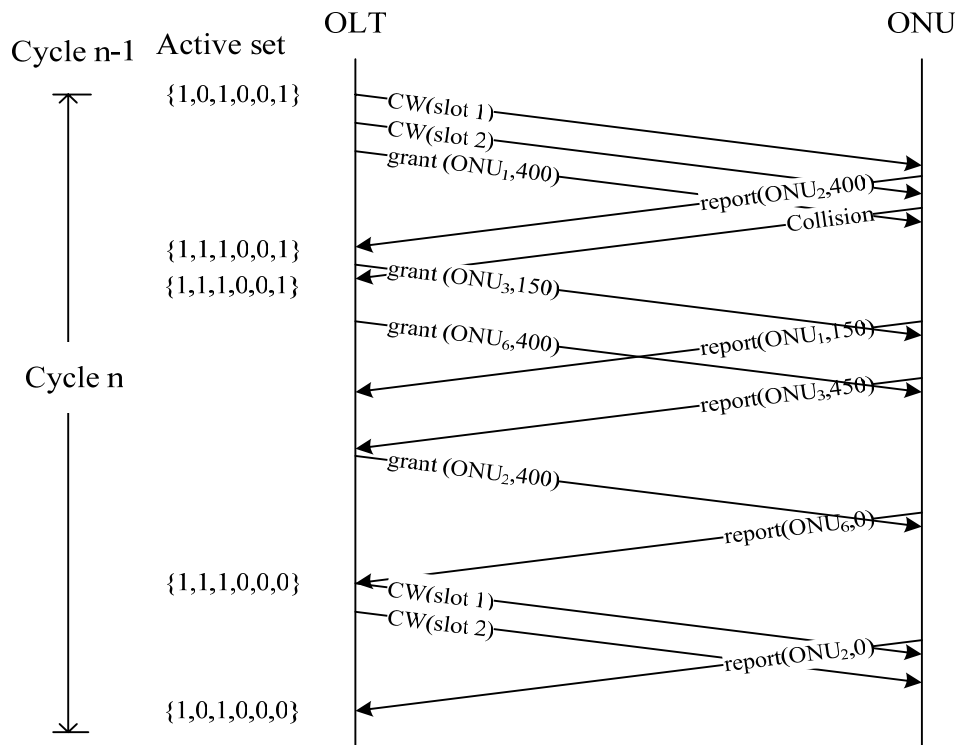 OLT
ONU
Cycle n-1
Active set
{1,0,1,0,0,1}
CW(slot 1)
CW(slot 2)
grant (ONU₁,400)
report(ONU₂,400)
Collision
{1,1,1,0,0,1}
grant (ONU₃,150)
{1,1,1,0,0,1}
grant (ONU₆,400)
report(ONU₁,150)
Cycle n
report(ONU₃,450)
grant (ONU₂,400)
report(ONU₆,0)
{1,1,1,0,0,0}
CW(slot 1)
CW(slot 2)
report(ONU₂,0)
{1,0,1,0,0,0}